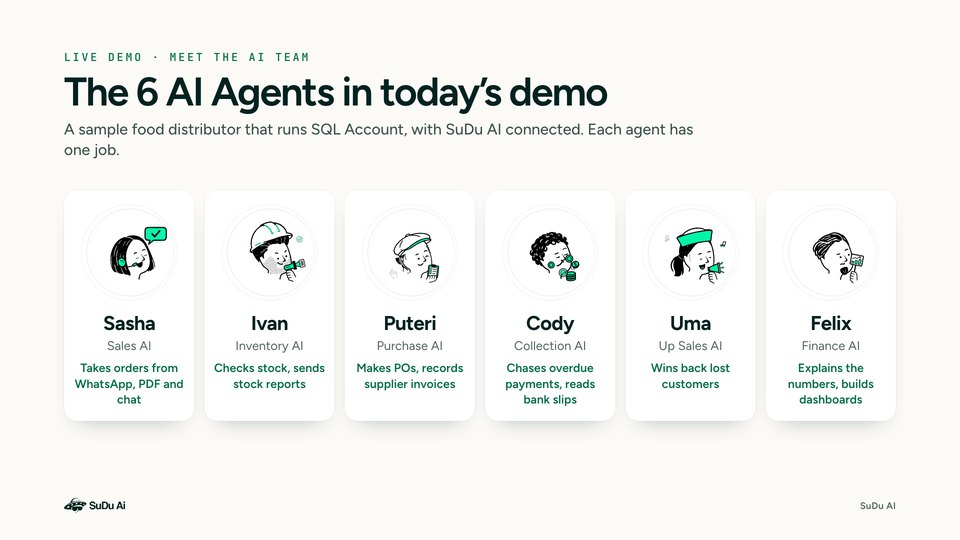 LIVE DEMO · MEET THE AI TEAM
The 6 AI Agents in today’s demo
A sample food distributor that runs SQL Account, with SuDu AI connected. Each agent has
one job.
Sasha
Sales AI
Takes orders from
WhatsApp, PDF and
chat
Ivan
Inventory AI
Checks stock, sends
stock reports
Puteri
Purchase AI
Makes POs, records
supplier invoices
Cody
Collection AI
Chases overdue
payments, reads
bank slips
Uma
Up Sales AI
Wins back lost
customers
Felix
Finance AI
Explains the
numbers, builds
dashboards
SuDu Ai
SuDu AI